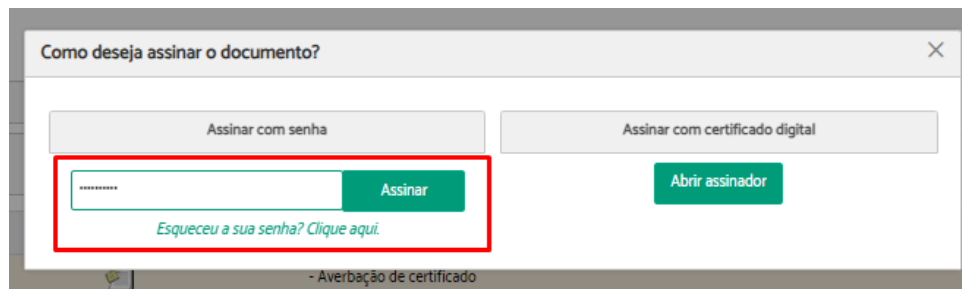 Como deseja assinar o documento?
Assinar com senha
Assinar
Esqueceu a sua senha? Clique aqui.
Assinar com certificado digital
Abrir assinador
- Averbação de certificado